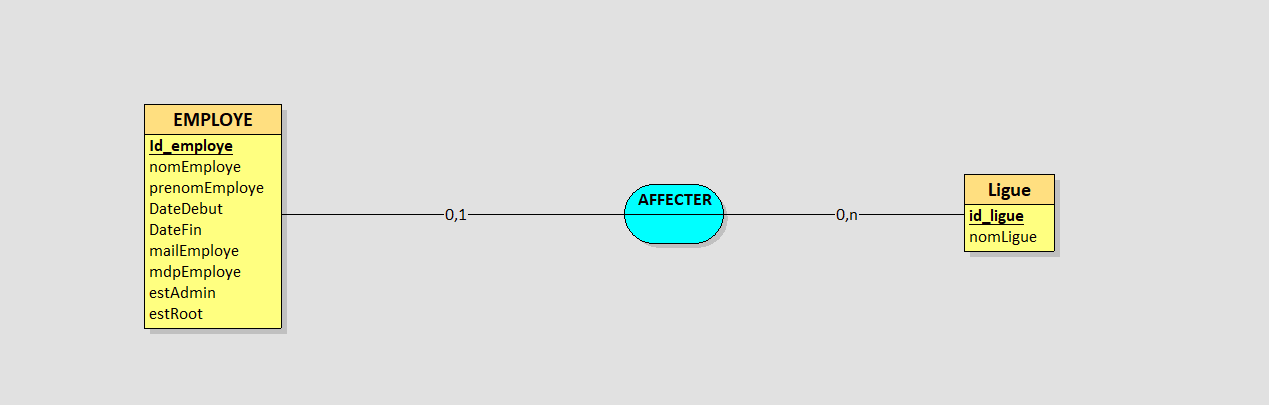 EMPLOYE
Id_employe
nomEmploye
prenomEmploye
DateDebut
DateFin
mailEmploye
mdpEmploye
estAdmin
estRoot
0,1
AFFECTER
0,n
Ligue
id_ligue
nomLigue